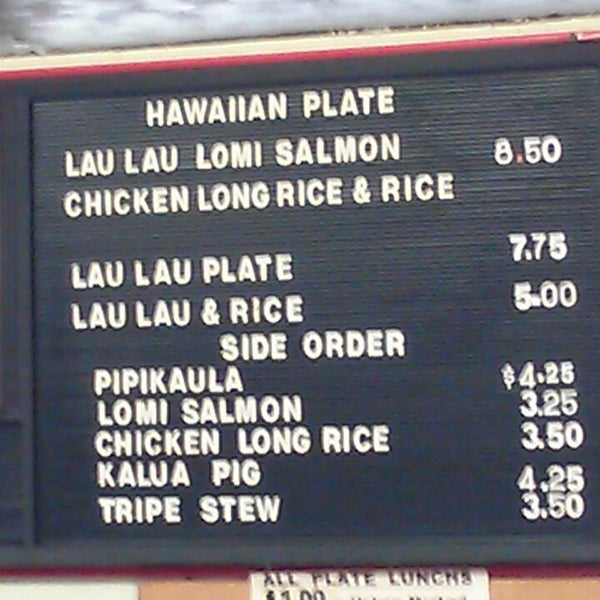 HAWAIIAN PLATE
LAU LAU LOMI SALMON 8.50
CHICKEN LONG RICE & RICE
LAU LAU PLATE 7.75
LAU LAU & RICE 5.00
SIDE ORDER
PIPIKAULA $4.25
LOMI SALMON 3.25
CHICKEN LONG RICE 3.50
KALUA PIG 4.25
TRIPE STEW 3.50
ALL PLATE LUNCHS
$1.00